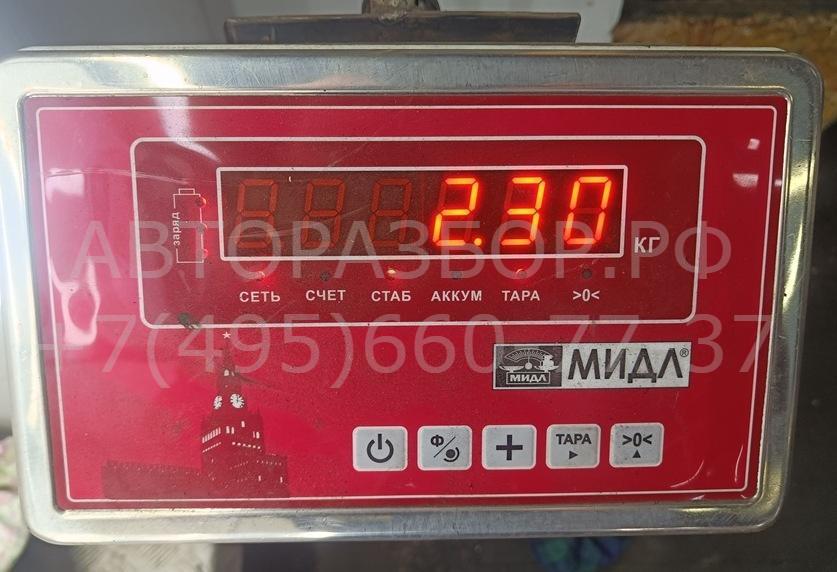 2.30
заряд
КГ
АВТОРАЗБОР.РФ
СЕТЬ СЧЕТ СТАБ АККУМ ТАРА >0<
+7(495)660-77-37
МИДЛ МИДЛ®
Ф ТАРА >0<